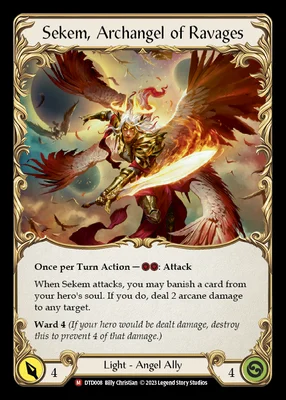 Sekem, Archangel of Ravages
Once per Turn Action — : Attack
When Sekem attacks, you may banish a card from
your hero's soul. If you do, deal 2 arcane damage
to any target.
Ward 4 (If your hero would be dealt damage, destroy
this to prevent 4 of that damage.)
4
Light - Angel Ally
4
M DTD008 Billy Christian © 2023 Legend Story Studios